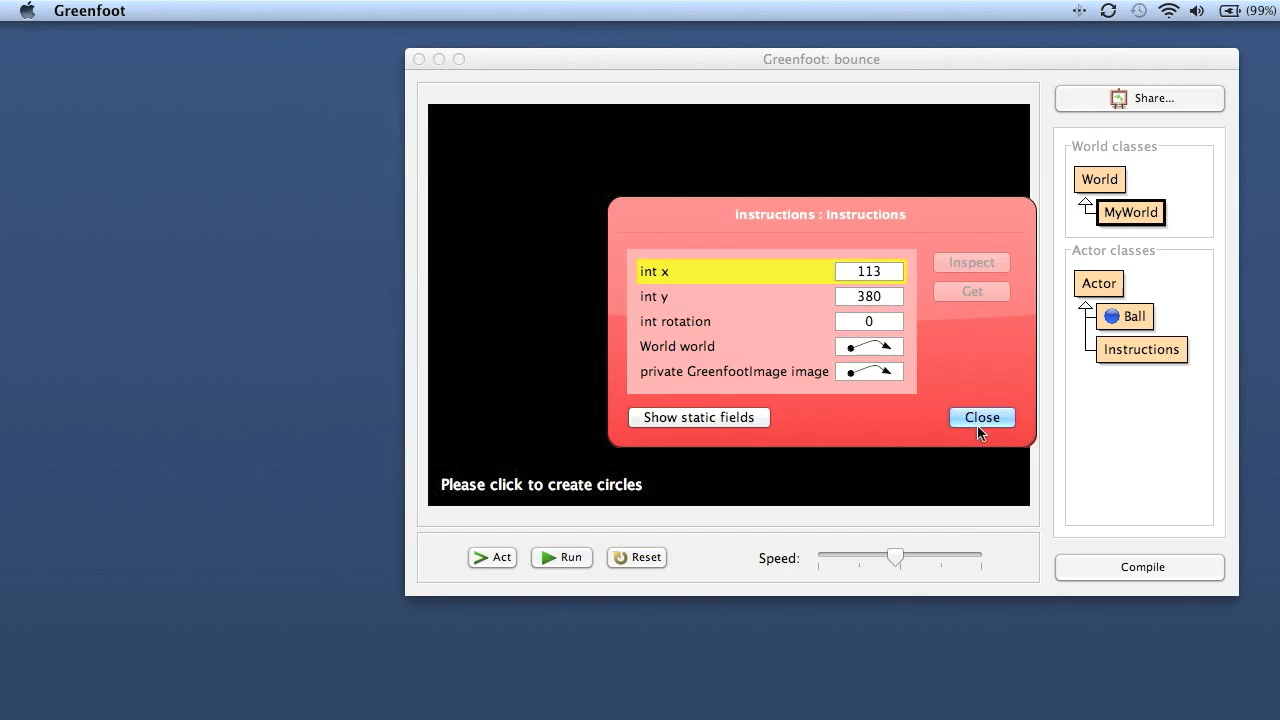 Greenfoot
(99%)
Greenfoot: bounce
Share...
World classes
World
MyWorld
Actor classes
Actor
Ball
Instructions
instructions : Instructions
int x 113
int y 380
int rotation 0
World world
private GreenfootImage image
Inspect
Get
Show static fields
Close
Please click to create circles
Act
Run
Reset
Speed:
Compile